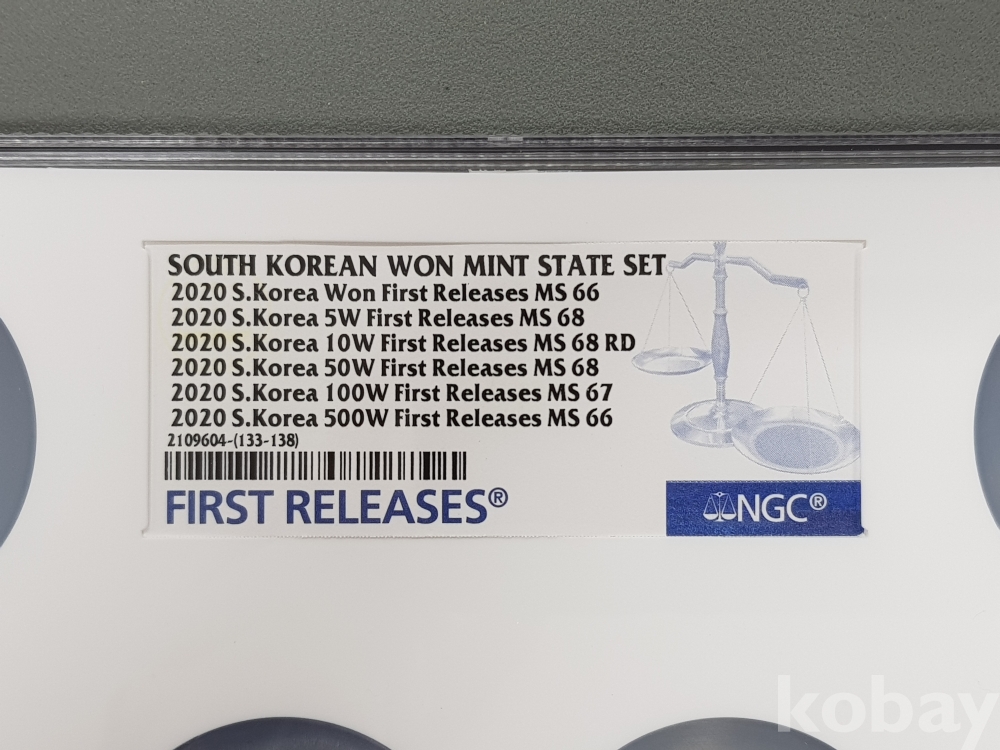 SOUTH KOREAN WON MINT STATE SET
2020 S.Korea Won First Releases MS 66
2020 S.Korea 5W First Releases MS 68
2020 S.Korea 10W First Releases MS 68 RD
2020 S.Korea 50W First Releases MS 68
2020 S.Korea 100W First Releases MS 67
2020 S.Korea 500W First Releases MS 66
2109604-(133-138)
FIRST RELEASES®
NGC®
kobay